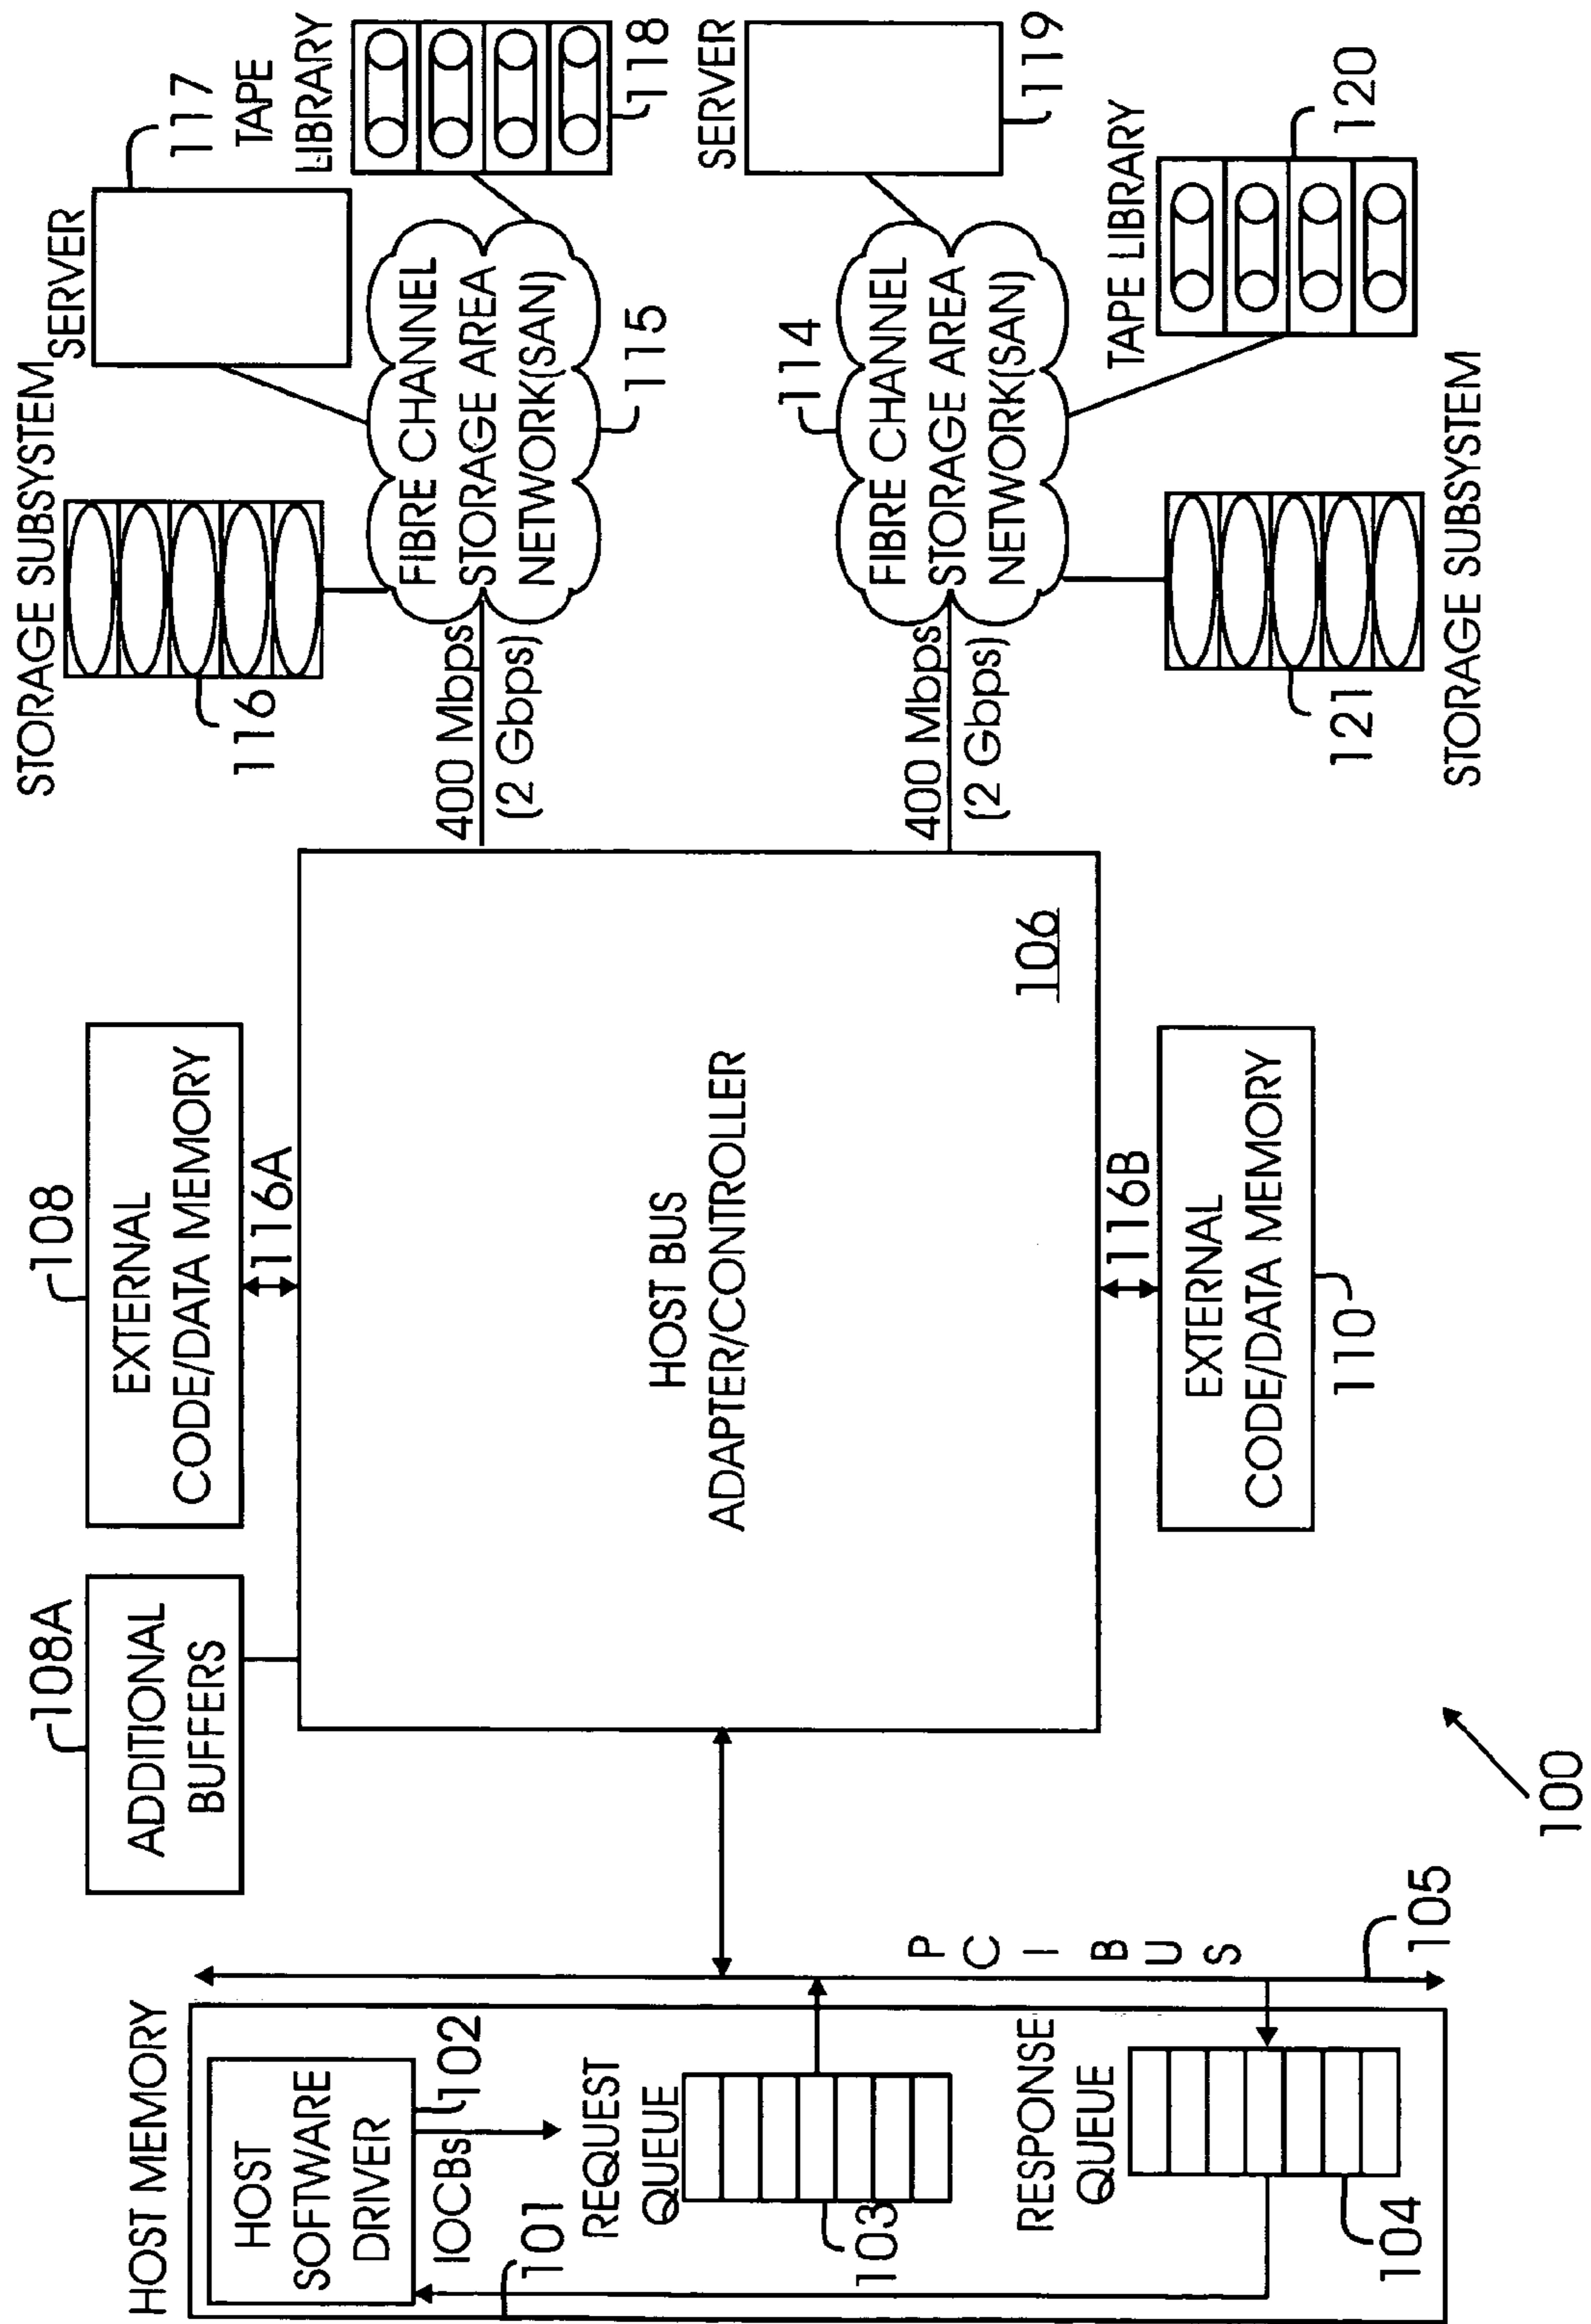 HOST MEMORY
HOST
SOFTWARE
DRIVER
102
IOCBs
101
REQUEST
QUEUE
103
RESPONSE
QUEUE
104
PCI BUS
105
100
108A
ADDITIONAL
BUFFERS
108
EXTERNAL
CODE/DATA MEMORY
116A
HOST BUS
ADAPTER/CONTROLLER
106
116B
EXTERNAL
CODE/DATA MEMORY
110
STORAGE SUBSYSTEM
116
SERVER
117
TAPE
LIBRARY
118
400 Mbps
(2 Gbps)
FIBRE CHANNEL
STORAGE AREA
NETWORK(SAN)
115
SERVER
119
114
400 Mbps
(2 Gbps)
FIBRE CHANNEL
STORAGE AREA
NETWORK(SAN)
TAPE LIBRARY
120
121
STORAGE SUBSYSTEM